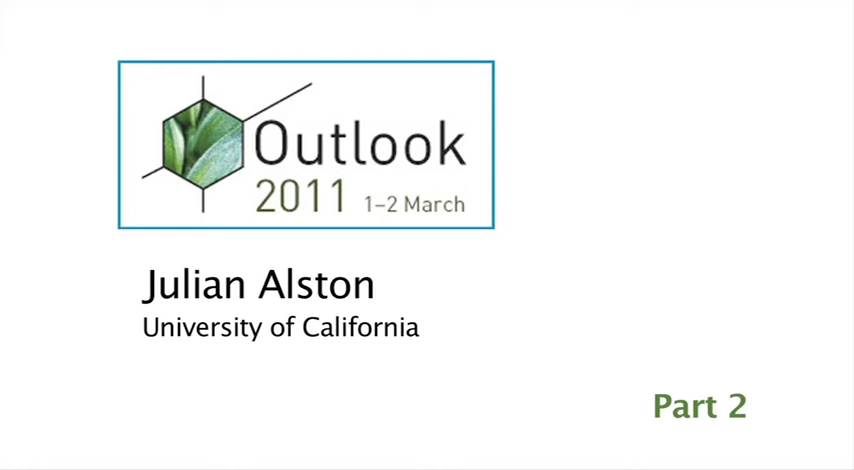 Outlook
2011 1–2 March
Julian Alston
University of California
Part 2